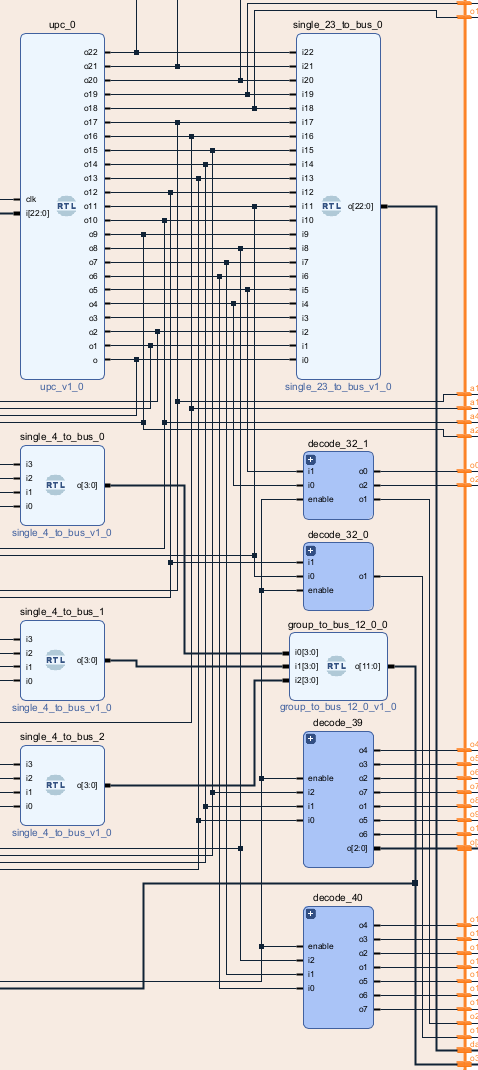 upc_0
o22
o21
o20
o19
o18
o17
o16
o15
o14
o13
o12
o11
o10
o9
o8
o7
o6
o5
o4
o3
o2
o1
o
clk
i[22:0]
RTL
upc_v1_0
single_23_to_bus_0
i22
i21
i20
i19
i18
i17
i16
i15
i14
i13
i12
i11
i10
i9
i8
i7
i6
i5
i4
i3
i2
i1
i0
RTL
o[22:0]
single_23_to_bus_v1_0
single_4_to_bus_0
i3
i2
i1
i0
RTL
o[3:0]
single_4_to_bus_v1_0
decode_32_1
i1
i0
enable
o0
o2
o1
decode_32_0
i1
i0
enable
o1
single_4_to_bus_1
i3
i2
i1
i0
RTL
o[3:0]
single_4_to_bus_v1_0
group_to_bus_12_0_0
i0[3:0]
i1[3:0]
i2[3:0]
RTL
o[11:0]
group_to_bus_12_0_v1_0
single_4_to_bus_2
i3
i2
i1
i0
RTL
o[3:0]
single_4_to_bus_v1_0
decode_39
enable
i2
i1
i0
o4
o3
o2
o7
o1
o5
o6
o[2:0]
decode_40
enable
i2
i1
i0
o4
o3
o2
o1
o5
o6
o7